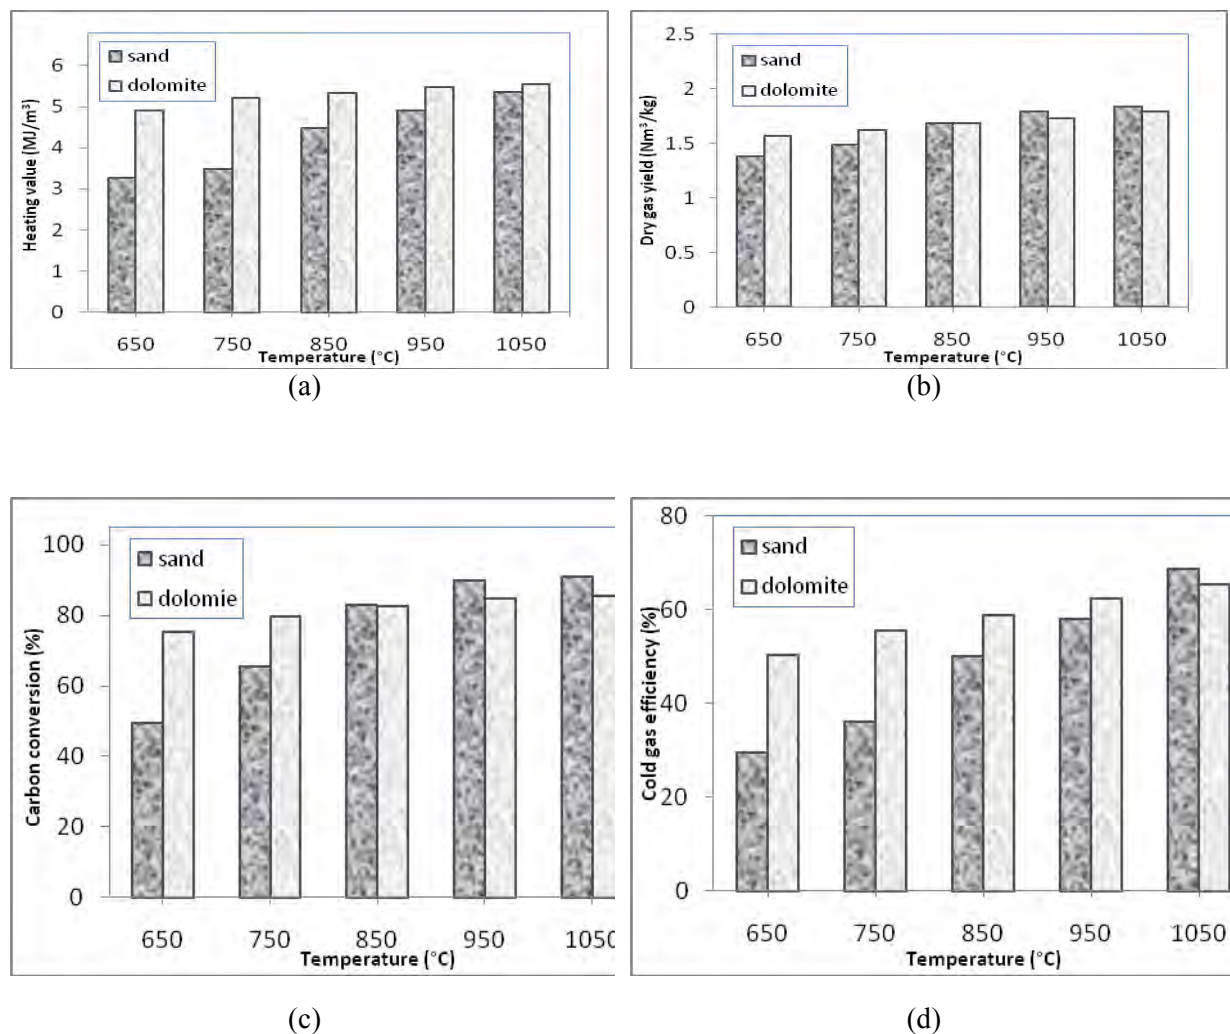 Heating value (MJ/m³)
6
5
4
3
2
1
0
sand
dolomite
650 750 850 950 1050
Temperature (°C)
(a)
Dry gas yield (Nm³/kg)
2.5
2
1.5
1
0.5
0
sand
dolomite
650 750 850 950 1050
Temperature (°C)
(b)
Carbon conversion (%)
100
80
60
40
20
0
sand
dolomie
650 750 850 950 1050
Temperature (°C)
(c)
Cold gas efficiency (%)
80
60
40
20
0
sand
dolomite
650 750 850 950 1050
Temperature (°C)
(d)